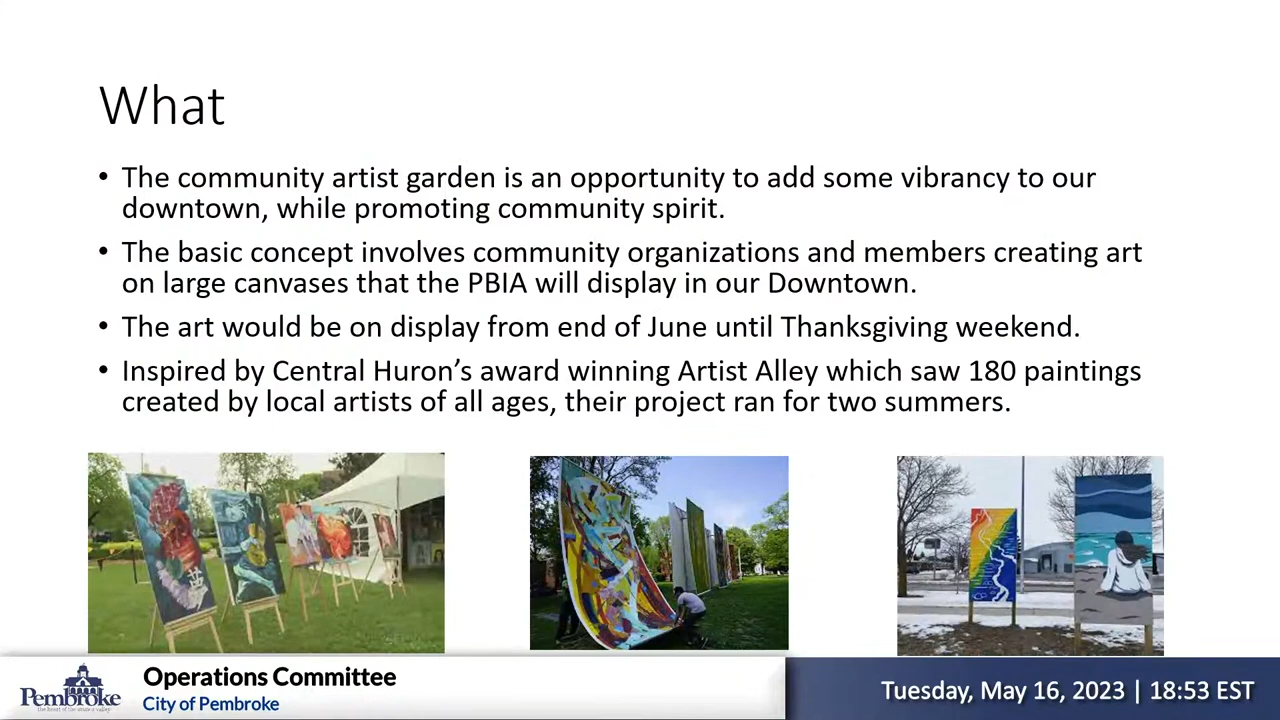 What
• The community artist garden is an opportunity to add some vibrancy to our
downtown, while promoting community spirit.
• The basic concept involves community organizations and members creating art
on large canvases that the PBIA will display in our Downtown.
• The art would be on display from end of June until Thanksgiving weekend.
• Inspired by Central Huron’s award winning Artist Alley which saw 180 paintings
created by local artists of all ages, their project ran for two summers.
Pembroke
Operations Committee
City of Pembroke
Tuesday, May 16, 2023 | 18:53 EST